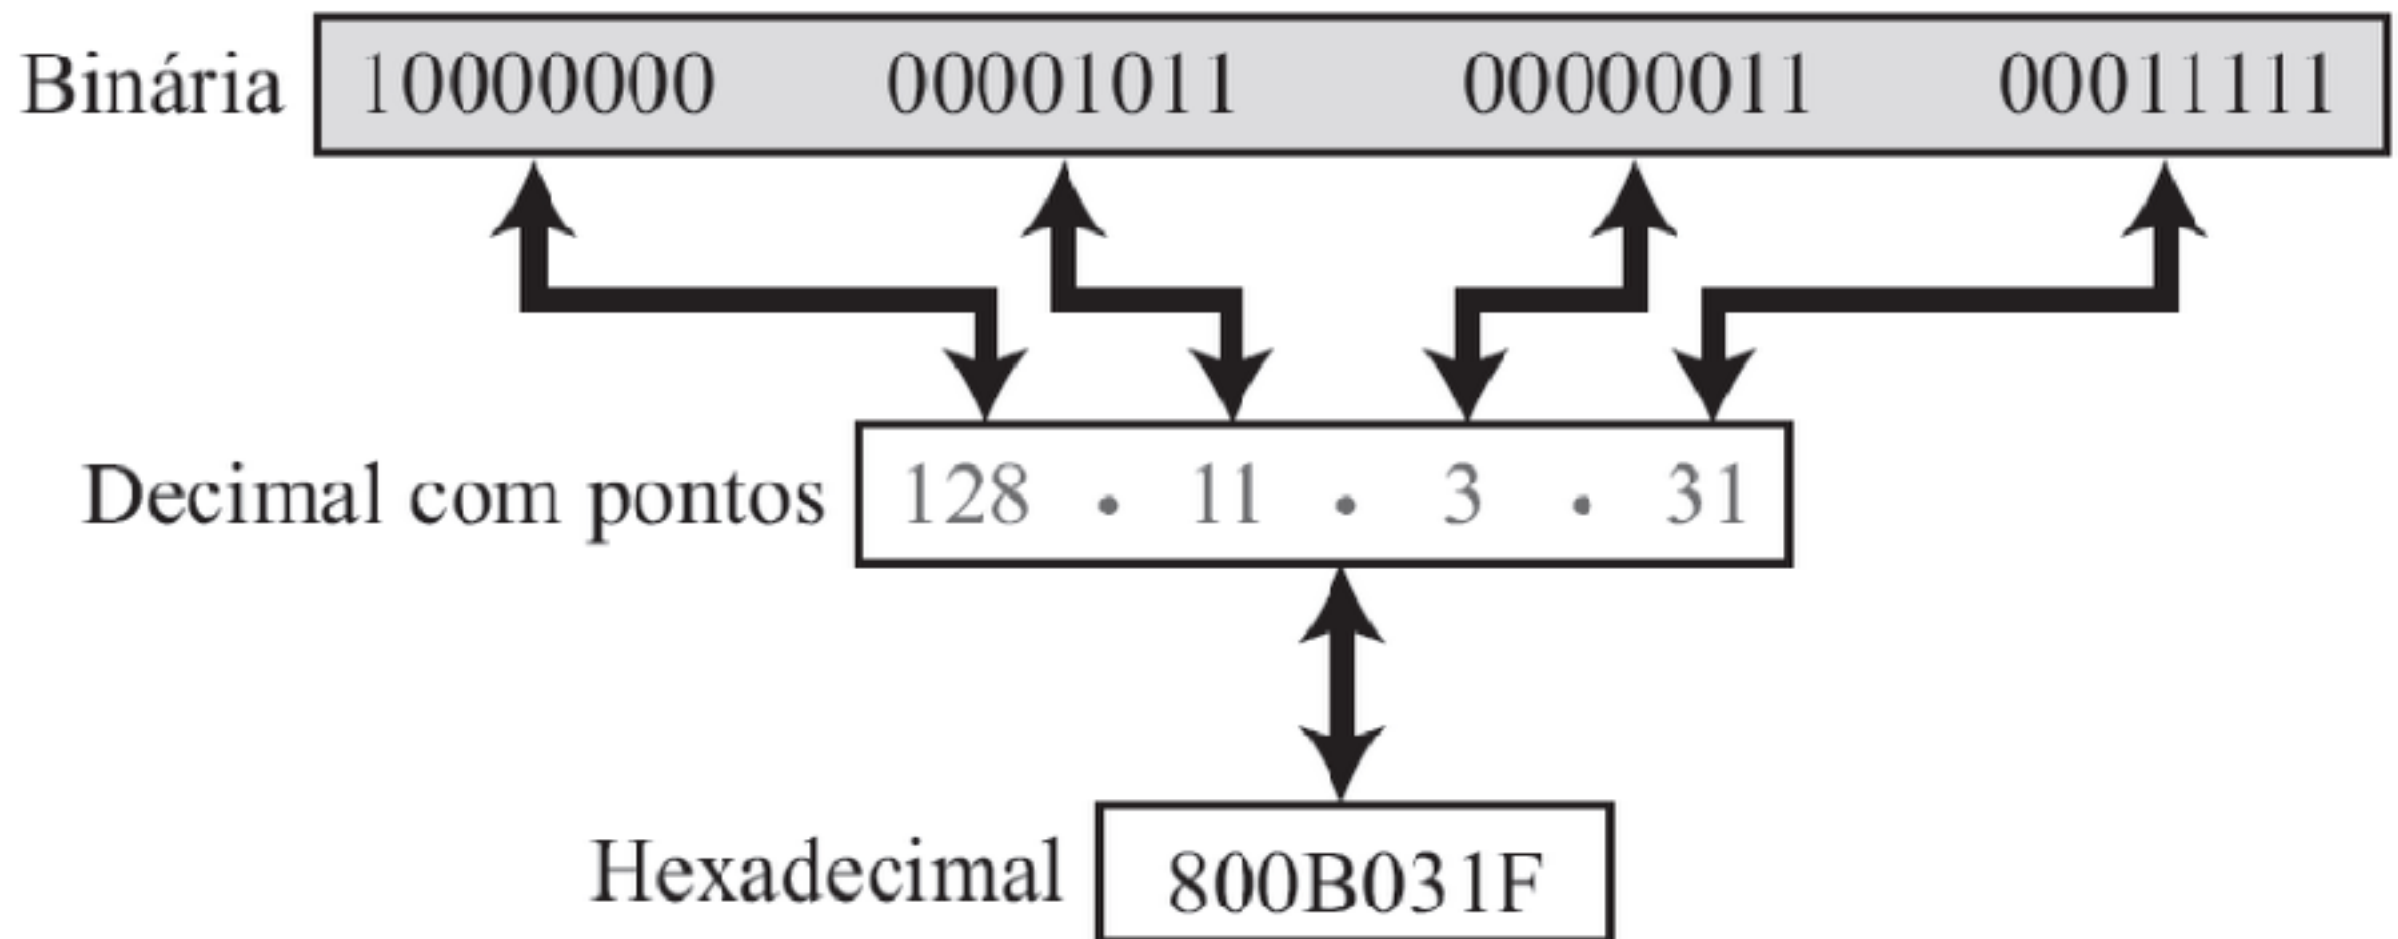 Binária 10000000 00001011 00000011 00011111
Decimal com pontos 128 . 11 . 3 . 31
Hexadecimal 800B031F